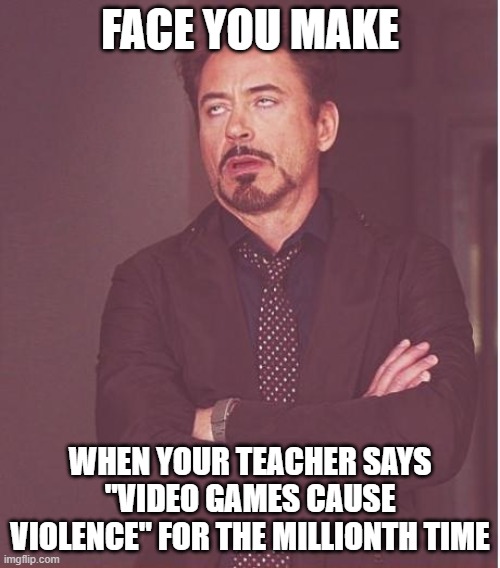 FACE YOU MAKE
WHEN YOUR TEACHER SAYS
"VIDEO GAMES CAUSE
VIOLENCE" FOR THE MILLIONTH TIME
imgflip.com